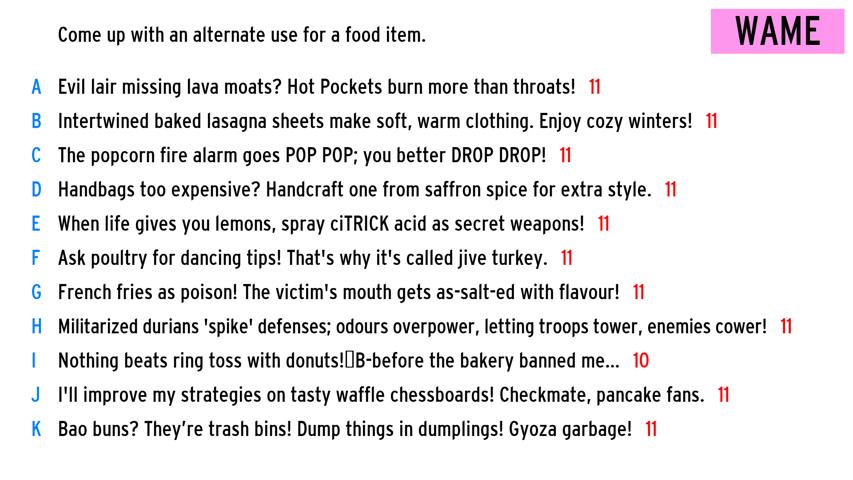 Come up with an alternate use for a food item.
WAME
A Evil lair missing lava moats? Hot Pockets burn more than throats! 11
B Intertwined baked lasagna sheets make soft, warm clothing. Enjoy cozy winters! 11
C The popcorn fire alarm goes POP POP; you better DROP DROP! 11
D Handbags too expensive? Handcraft one from saffron spice for extra style. 11
E When life gives you lemons, spray ciTRICK acid as secret weapons! 11
F Ask poultry for dancing tips! That's why it's called jive turkey. 11
G French fries as poison! The victim's mouth gets as-salt-ed with flavour! 11
H Militarized durians 'spike' defenses; odours overpower, letting troops tower, enemies cower! 11
I Nothing beats ring toss with donuts!▯B-before the bakery banned me... 10
J I'll improve my strategies on tasty waffle chessboards! Checkmate, pancake fans. 11
K Bao buns? They’re trash bins! Dump things in dumplings! Gyoza garbage! 11